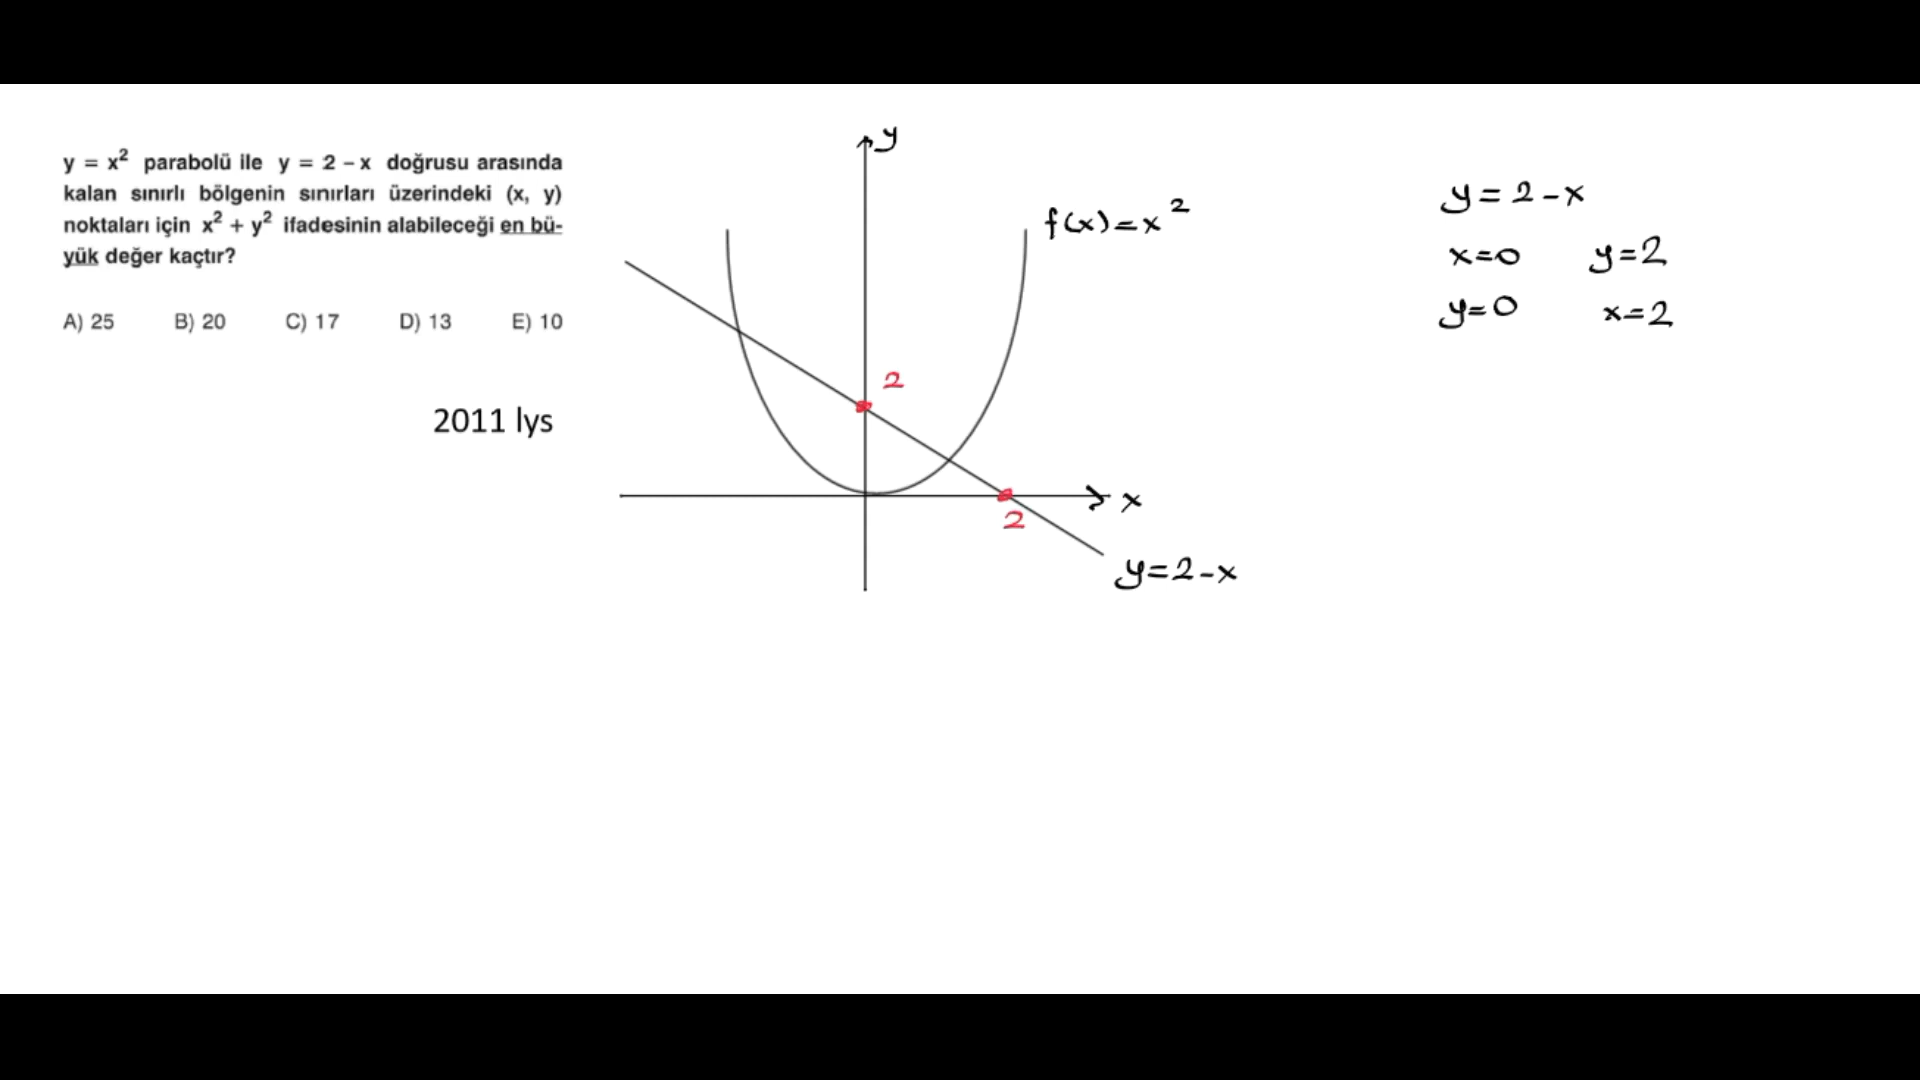 y = x² parabolü ile y = 2 – x doğrusu arasında
kalan sınırlı bölgenin sınırları üzerindeki (x, y)
noktaları için x² + y² ifadesinin alabileceği en bü-
yük değer kaçtır?
A) 25 B) 20 C) 17 D) 13 E) 10
2011 lys
y
f(x)=x²
2
x
2
y=2-x
y=2-x
x=0 y=2
y=0 x=2